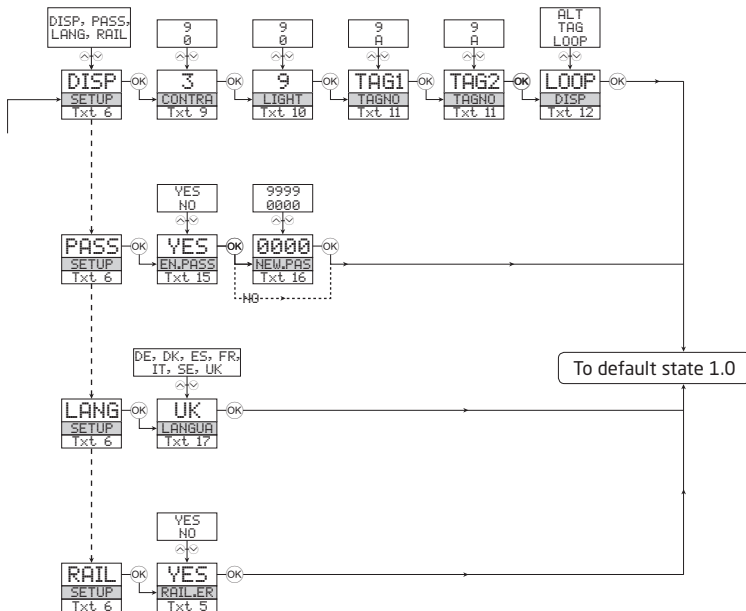 DISP, PASS,
LANG, RAIL
9
0
9
0
9
A
9
A
ALT
TAG
LOOP
DISP
SETUP
Txt 6
OK
3
CONTRA
Txt 9
OK
9
LIGHT
Txt 10
OK
TAG1
TAGNO
Txt 11
OK
TAG2
TAGNO
Txt 11
OK
LOOP
DISP
Txt 12
OK
YES
NO
9999
0000
PASS
SETUP
Txt 6
OK
YES
EN.PASS
Txt 15
OK
0000
NEW.PAS
Txt 16
OK
NO
To default state 1.0
DE, DK, ES, FR,
IT, SE, UK
LANG
SETUP
Txt 6
OK
UK
LANGUA
Txt 17
OK
YES
NO
RAIL
SETUP
Txt 6
OK
YES
RAIL.ER
Txt 5
OK